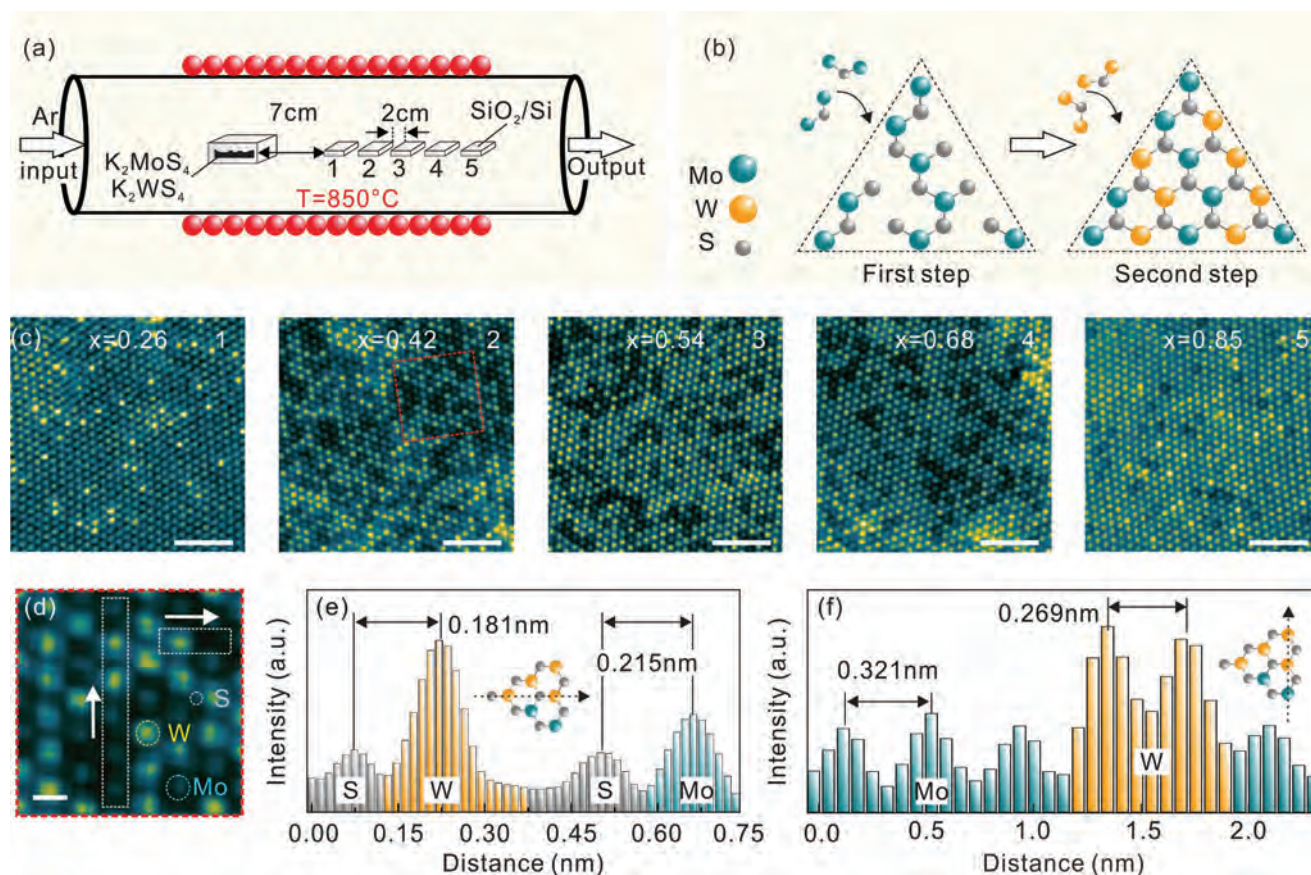 (a)
Ar
input
7cm
2cm
SiO₂/Si
K₂MoS₄
K₂WS₄
1 2 3 4 5
T=850°C
Output
(b)
Mo
W
S
First step
Second step
(c) x=0.26 1
x=0.42 2
x=0.54 3
x=0.68 4
x=0.85 5
(d)
S
W
Mo
(e)
Intensity (a.u.)
0.181nm
0.215nm
S W S Mo
0.00 0.15 0.30 0.45 0.60 0.75
Distance (nm)
(f)
Intensity (a.u.)
0.269nm
0.321nm
Mo W
0.0 0.5 1.0 1.5 2.0
Distance (nm)